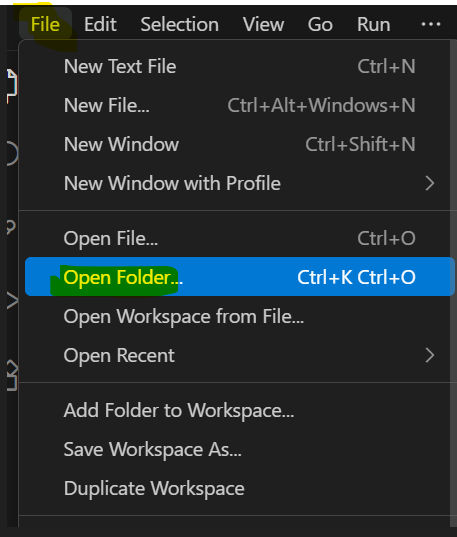 File Edit Selection View Go Run ···
New Text File Ctrl+N
New File... Ctrl+Alt+Windows+N
New Window Ctrl+Shift+N
New Window with Profile
Open File... Ctrl+O
Open Folder... Ctrl+K Ctrl+O
Open Workspace from File...
Open Recent
Add Folder to Workspace...
Save Workspace As...
Duplicate Workspace